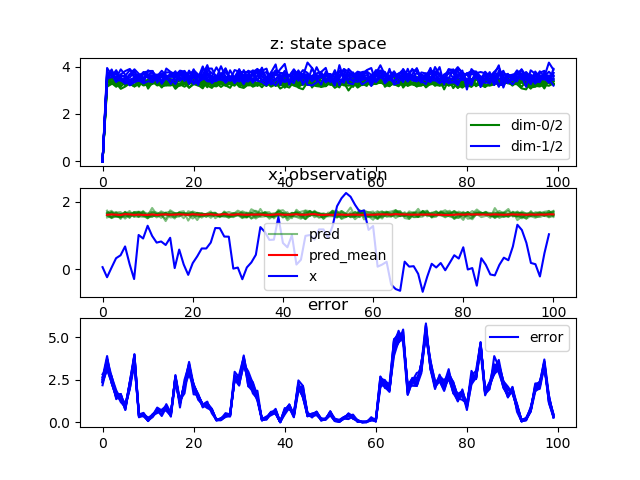 z: state space
4
2
0
dim-0/2
dim-1/2
0 20 40 60 80 100
x: observation
2
0
pred
pred_mean
x
0 20 40 60 80 100
error
5.0
2.5
0.0
error
0 20 40 60 80 100